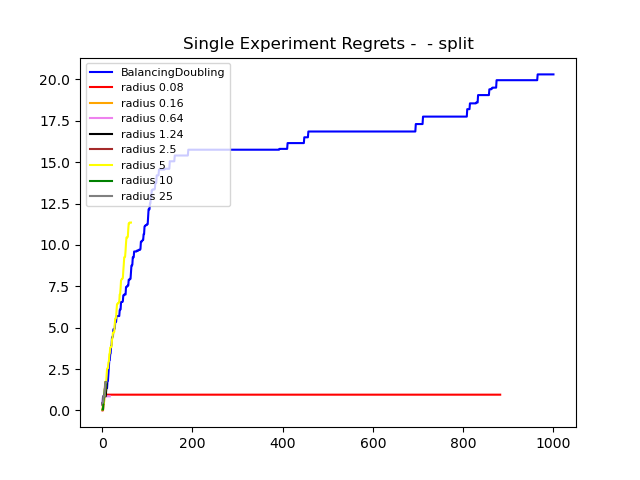 Single Experiment Regrets -  - split
BalancingDoubling
radius 0.08
radius 0.16
radius 0.64
radius 1.24
radius 2.5
radius 5
radius 10
radius 25
20.0
17.5
15.0
12.5
10.0
7.5
5.0
2.5
0.0
0
200
400
600
800
1000